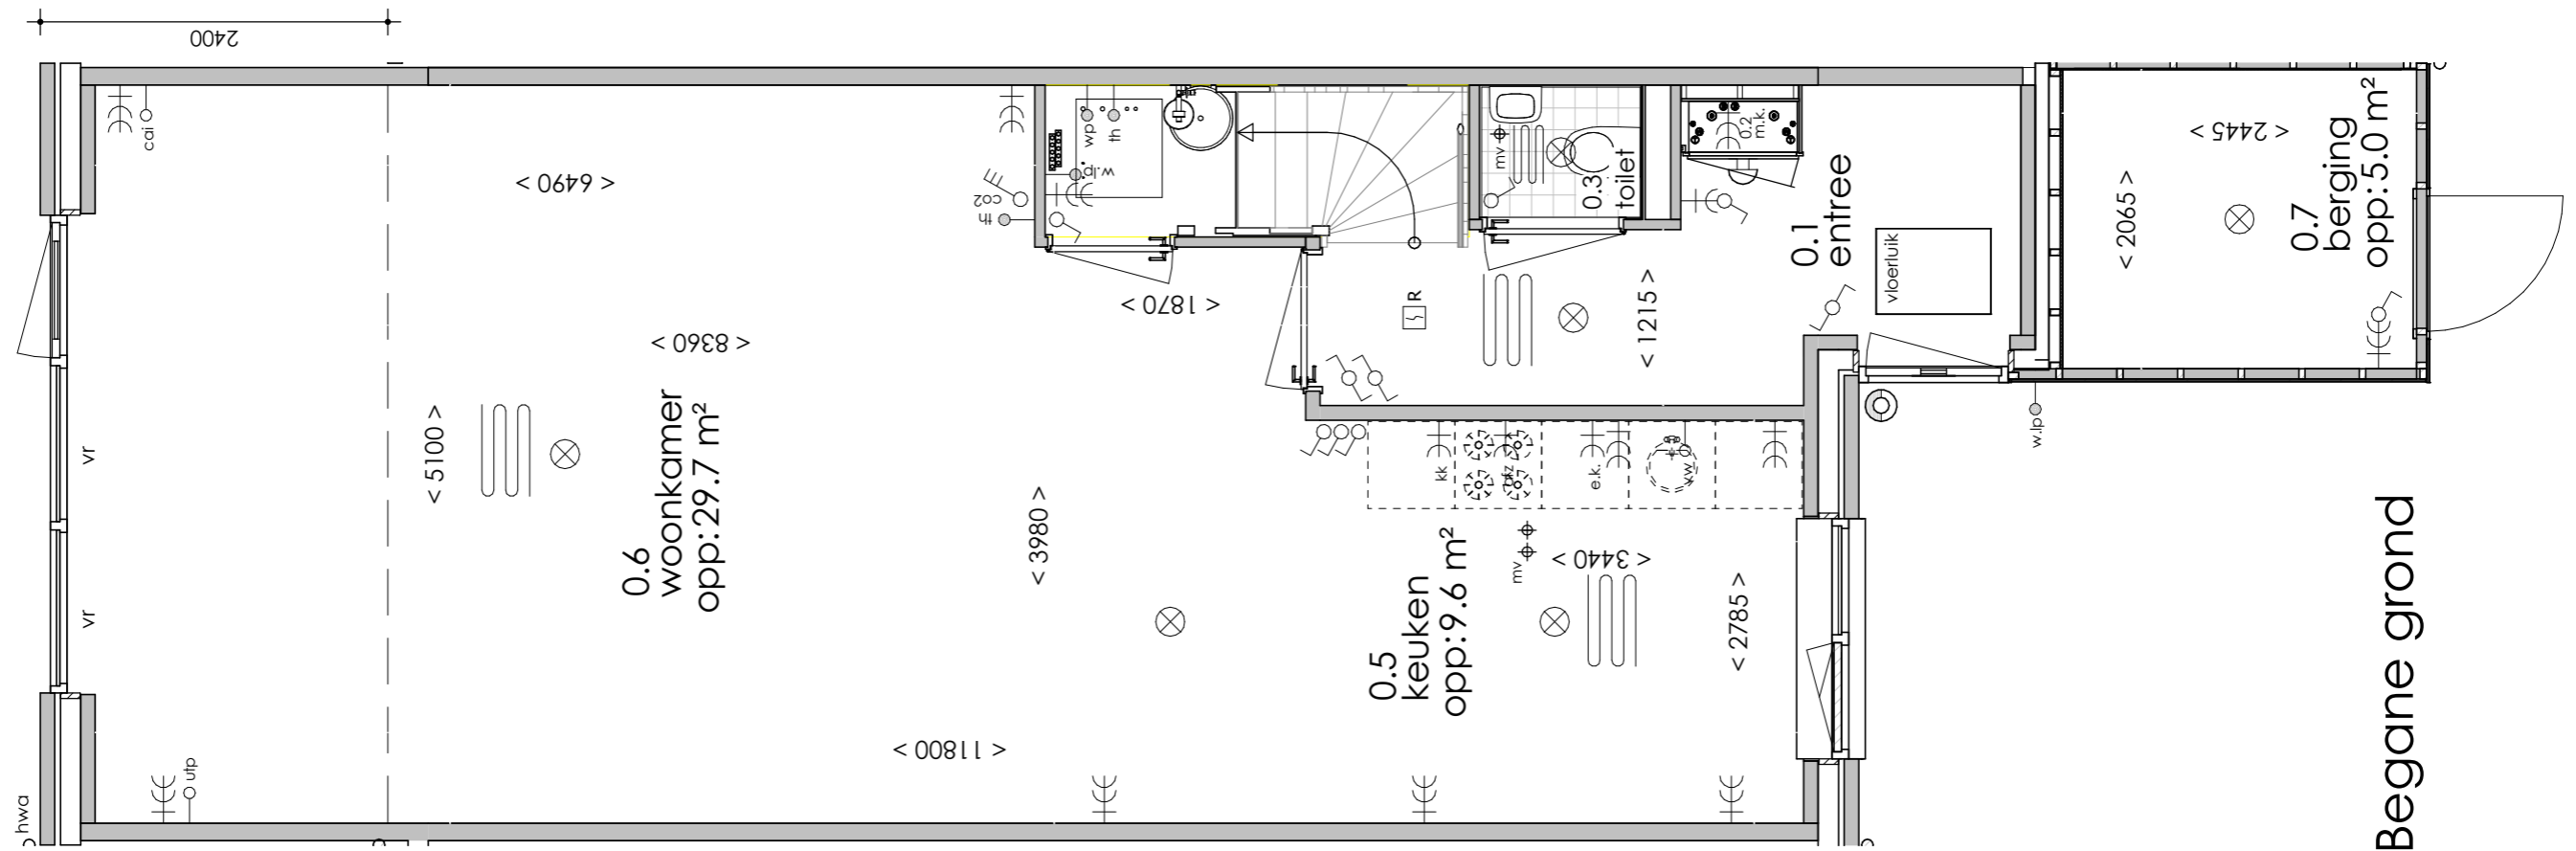 2400
hwa
vr
vr
cai
utp
< 6490 >
< 8360 >
< 5100 >
0.6
woonkamer
opp:29.7 m²
< 11800 >
< 3980 >
co2
th
wp
th
w.lp.
< 1870 >
R
mv
0.3
toilet
0.2
m.k.
< 1215 >
0.1
entree
vloerluik
kk
e.k.
vw
mv
0.5
keuken
opp:9.6 m²
< 3440 >
< 2785 >
w.lp
< 2445 >
< 2065 >
0.7
berging
opp:5.0 m²
Begane grond